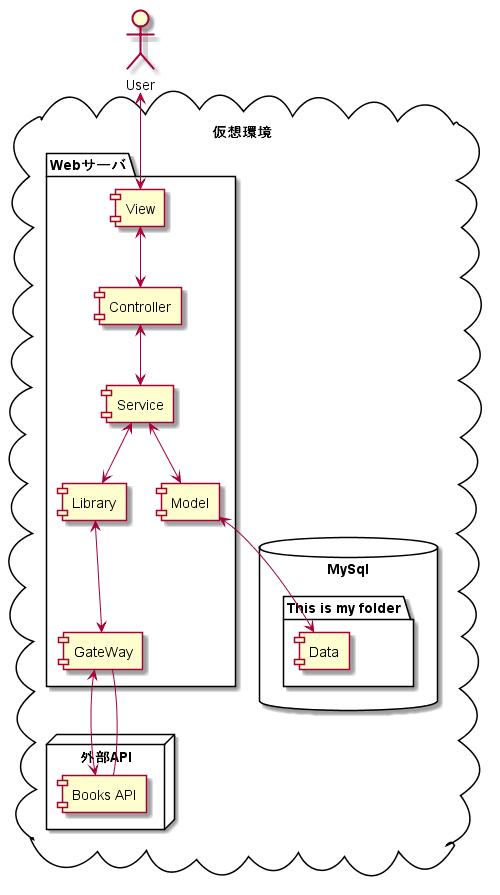 User
仮想環境
Webサーバ
View
Controller
Service
Library
Model
MySql
This is my folder
GateWay
Data
外部API
Books API